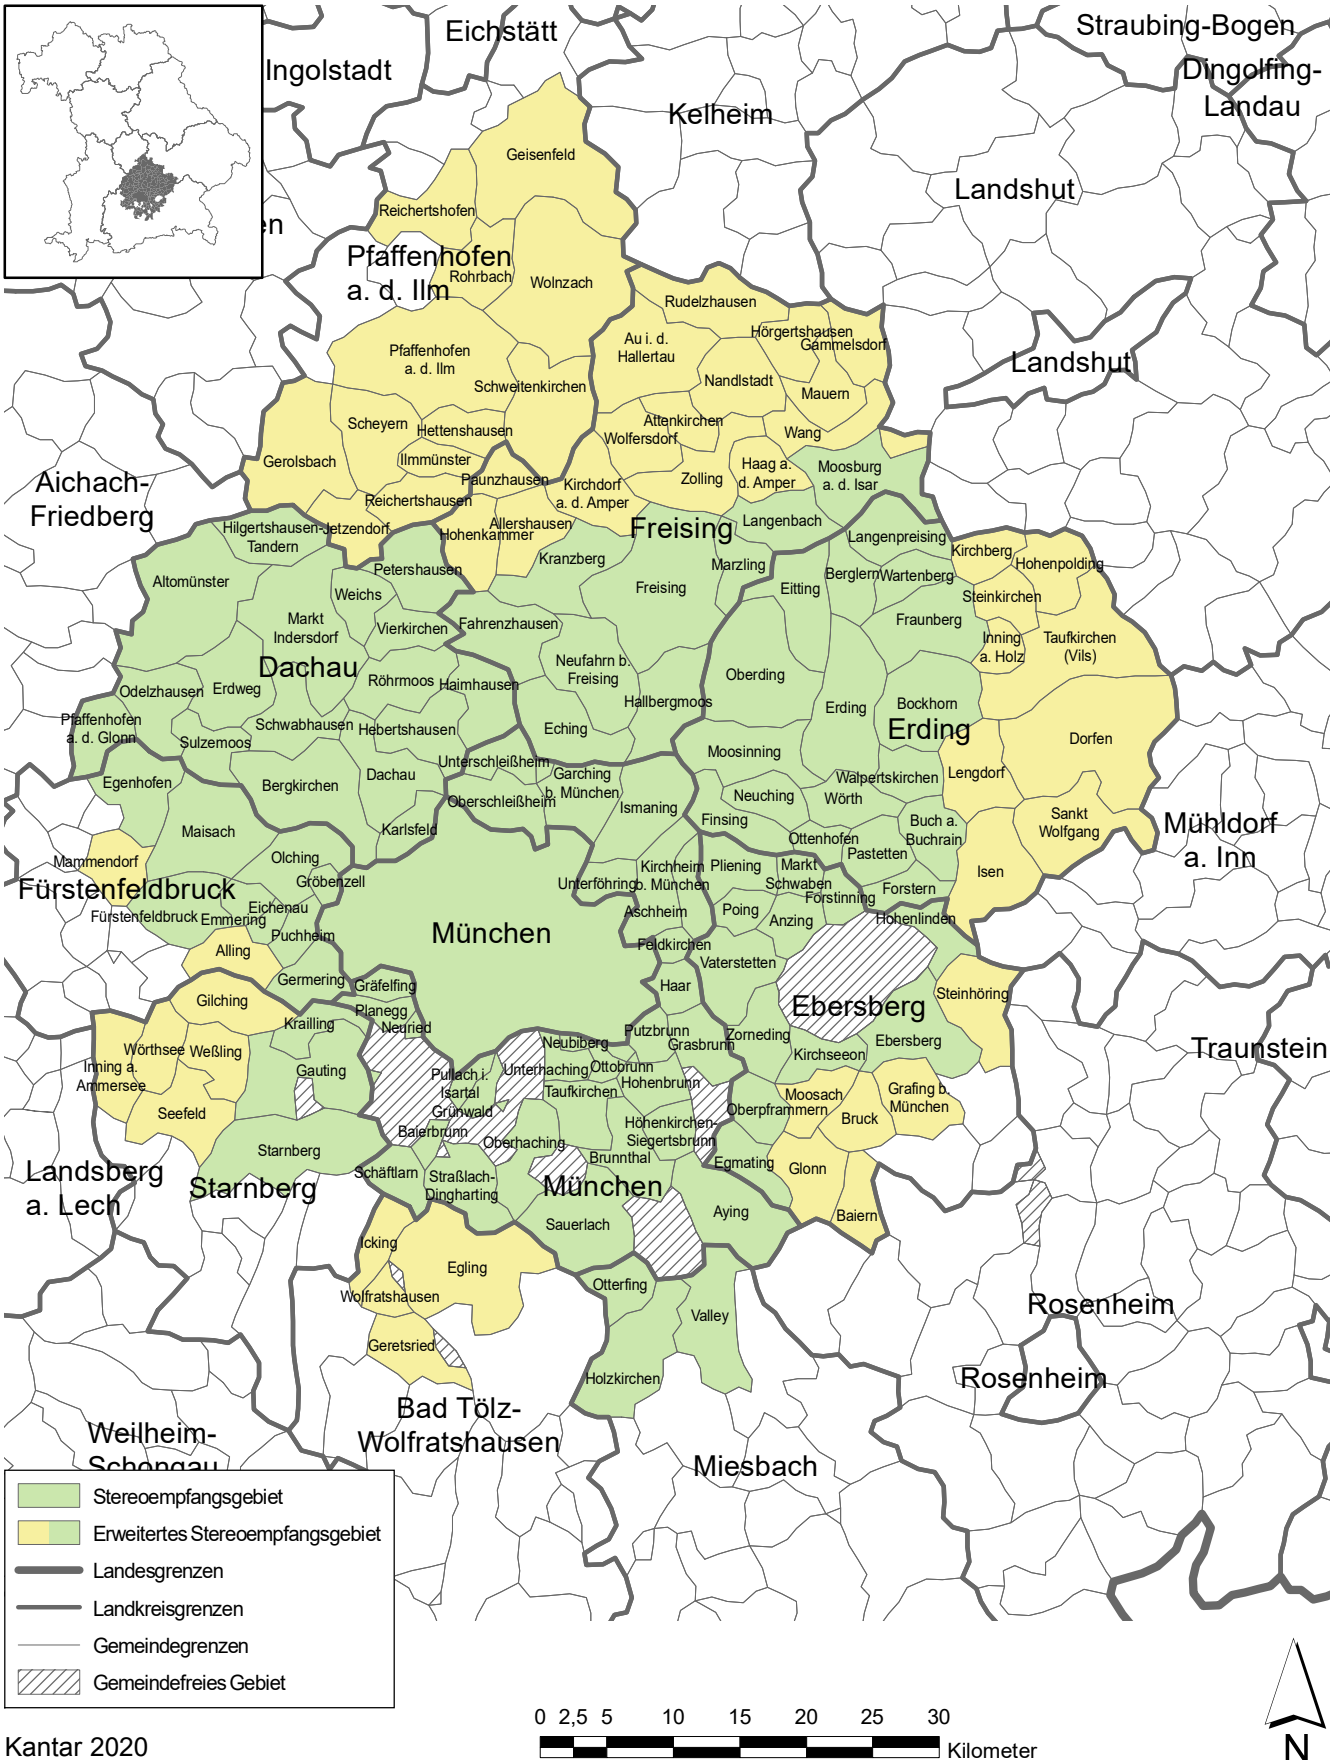 Eichstätt
Straubing-Bogen
Ingolstadt
Dingolfing-
Landau
Kelheim
Geisenfeld
Landshut
Reichertshofen
en
Pfaffenhofen
a. d. Ilm
Rohrbach
Wolnzach
Rudelzhausen
Hörgertshausen
Gammelsdorf
Au i. d.
Hallertau
Pfaffenhofen
a. d. Ilm
Landshut
Schweitenkirchen
Nandlstadt
Mauern
Scheyern
Hettenshausen
Attenkirchen
Wolfersdorf
Wang
Gerolsbach
Ilmmünster
Aichach-
Friedberg
Paunzhausen
Kirchdorf
a. d. Amper
Zolling
Haag a.
d. Amper
Moosburg
a. d. Isar
Reichertshausen
Hilgertshausen-
Tandern
Jetzendorf
Allershausen
Hohenkammer
Freising
Langenbach
Langenpreising
Kirchberg
Hohenpolding
Altomünster
Petershausen
Kranzberg
Marzling
Berglern
Wartenberg
Eitting
Freising
Weichs
Steinkirchen
Markt
Indersdorf
Vierkirchen
Fahrenzhausen
Fraunberg
Inning
a. Holz
Taufkirchen
(Vils)
Dachau
Neufahrn b.
Freising
Oberding
Röhrmoos
Haimhausen
Odelzhausen
Erdweg
Hallbergmoos
Erding
Bockhorn
Pfaffenhofen
a. d. Glonn
Schwabhausen
Hebertshausen
Eching
Erding
Dorfen
Sulzemoos
Moosinning
Egenhofen
Bergkirchen
Dachau
Unterschleißheim
Garching
b. München
Walpertskirchen
Lengdorf
Oberschleißheim
Ismaning
Neuching
Wörth
Sankt
Wolfgang
Mühldorf
a. Inn
Maisach
Karlsfeld
Finsing
Buch a.
Buchrain
Ottenhofen
Pastetten
Mammendorf
Olching
Kirchheim
b. München
Pliening
Markt
Schwaben
Isen
Fürstenfeldbruck
Gröbenzell
Unterföhring
Forstern
Forstinning
Fürstenfeldbruck
Emmering
Eichenau
Aschheim
Poing
Anzing
Hohenlinden
München
Puchheim
Alling
Feldkirchen
Vaterstetten
Germering
Gräfelfing
Haar
Steinhöring
Gilching
Planegg
Ebersberg
Krailling
Neuried
Putzbrunn
Grasbrunn
Zorneding
Ebersberg
Wörthsee
Weßling
Neubiberg
Kirchseeon
Traunstein
Inning a.
Ammersee
Gauting
Pullach i.
Isartal
Unterhaching
Ottobrunn
Hohenbrunn
Taufkirchen
Moosach
Grafing b.
München
Seefeld
Grünwald
Oberpframmern
Bruck
Baierbrunn
Oberhaching
Höhenkirchen-
Siegertsbrunn
Starnberg
Brunnthal
Egmating
Glonn
Landsberg
a. Lech
Starnberg
Schäftlarn
Straßlach-
Dingharting
München
Aying
Baiern
Sauerlach
Icking
Egling
Otterfing
Wolfratshausen
Valley
Rosenheim
Geretsried
Holzkirchen
Rosenheim
Bad Tölz-
Wolfratshausen
Weilheim-
Schongau
Miesbach
Stereoempfangsgebiet
Erweitertes Stereoempfangsgebiet
Landesgrenzen
Landkreisgrenzen
Gemeindegrenzen
Gemeindefreies Gebiet
0 2,5 5 10 15 20 25 30
Kilometer
Kantar 2020
N